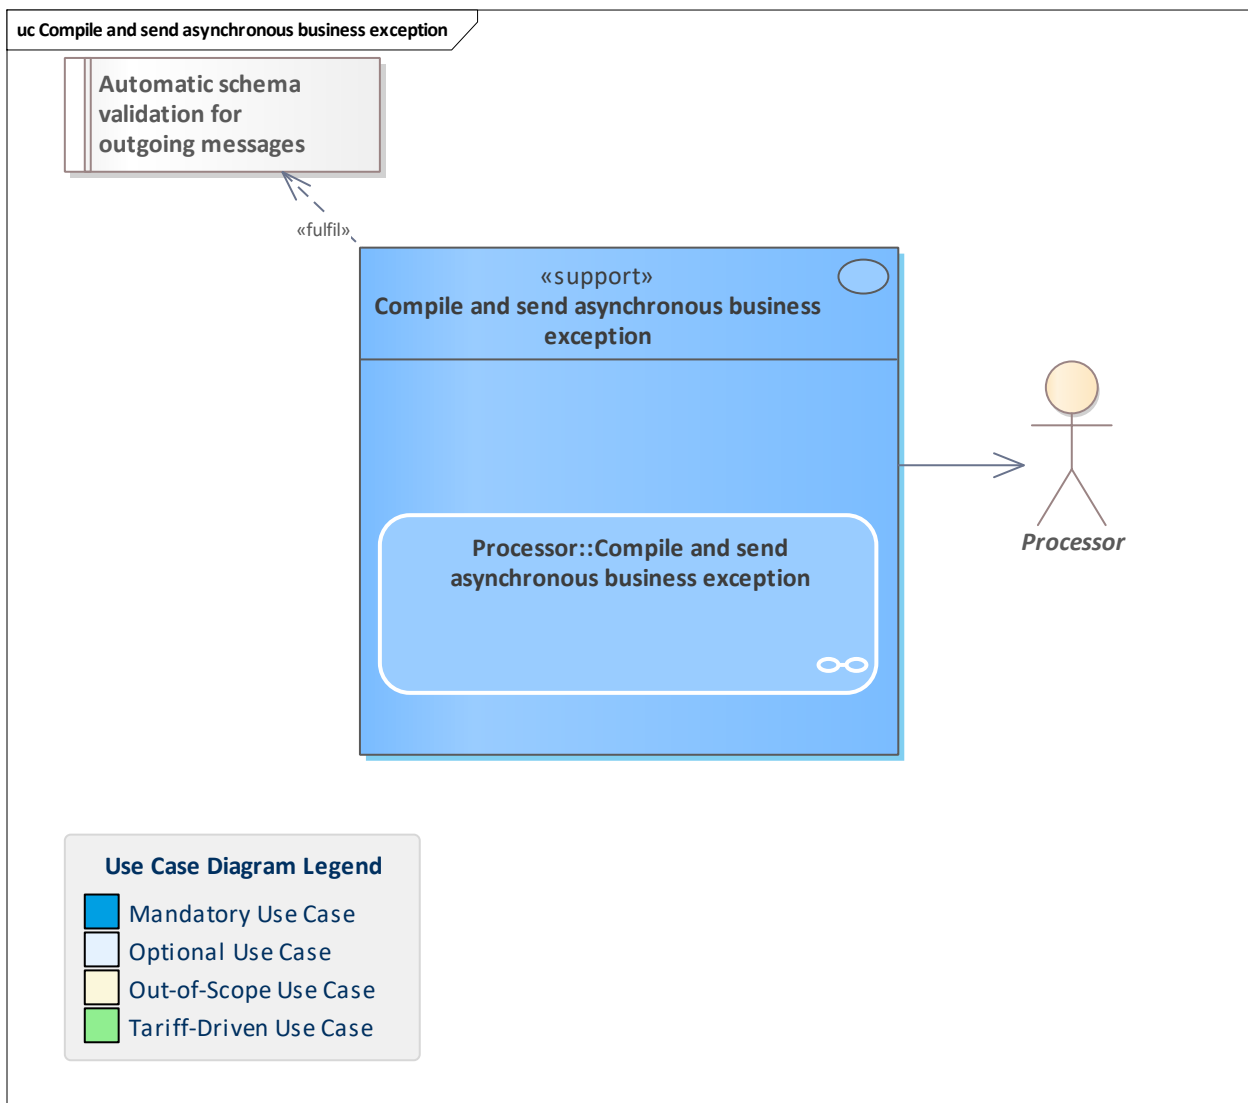 uc Compile and send asynchronous business exception
Automatic schema
validation for
outgoing messages
«fulfil»
«support»
Compile and send asynchronous business
exception
Processor::Compile and send
asynchronous business exception
Processor
Use Case Diagram Legend
Mandatory Use Case
Optional Use Case
Out-of-Scope Use Case
Tariff-Driven Use Case